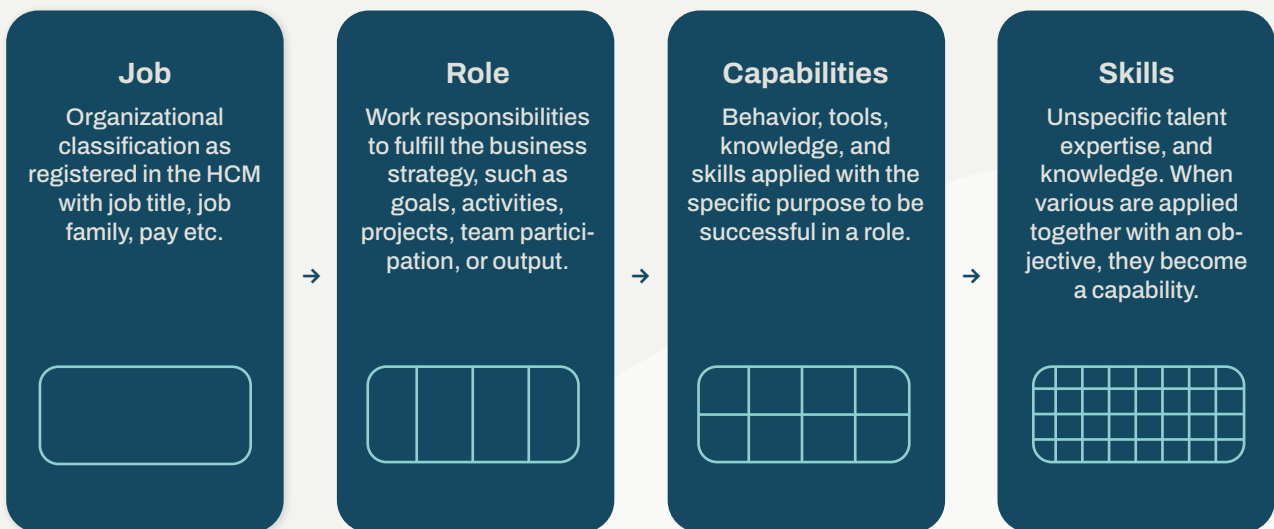 Job
Organizational
classification as
registered in the HCM
with job title, job
family, pay etc.
→
Role
Work responsibilities
to fulfill the business
strategy, such as
goals, activities,
projects, team partici-
pation, or output.
→
Capabilities
Behavior, tools,
knowledge, and
skills applied with the
specific purpose to be
successful in a role.
→
Skills
Unspecific talent
expertise, and
knowledge. When
various are applied
together with an ob-
jective, they become
a capability.